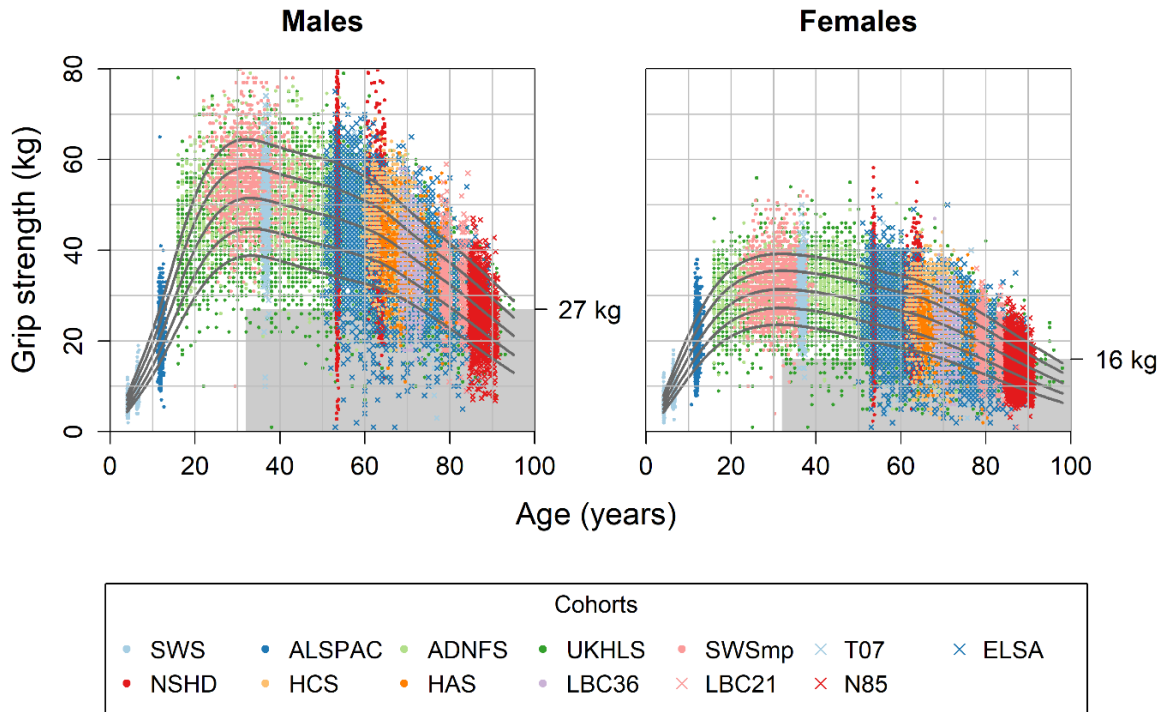 Males Females
Grip strength (kg)
80
60
40
20
0
27 kg
16 kg
0 20 40 60 80 100 0 20 40 60 80 100
Age (years)
Cohorts
SWS ALSPAC ADNFS UKHLS SWSmp T07 ELSA
NSHD HCS HAS LBC36 LBC21 N85